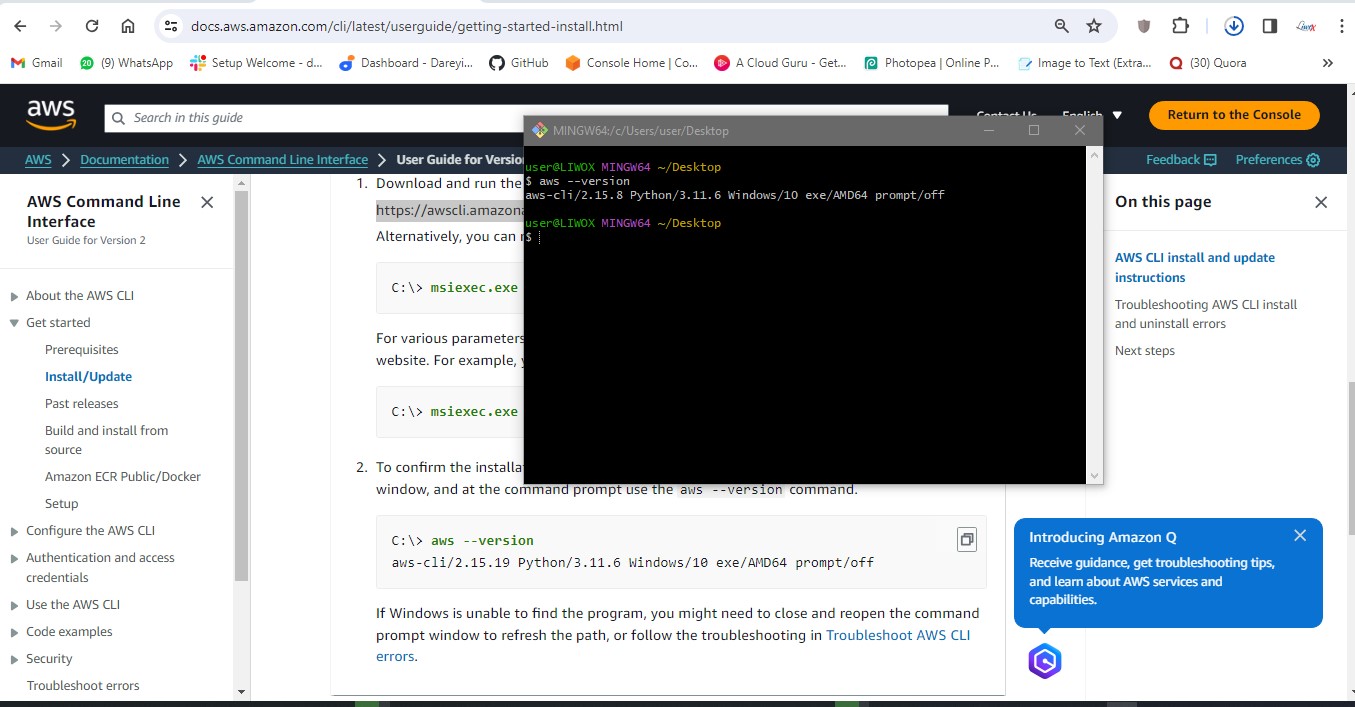 docs.aws.amazon.com/cli/latest/userguide/getting-started-install.html
Gmail
20 (9) WhatsApp
Setup Welcome - d...
Dashboard - Dareyi...
GitHub
Console Home | Co...
A Cloud Guru - Get...
Photopea | Online P...
Image to Text (Extra...
(30) Quora
»
aws
Search in this guide
Contact Us
English
Return to the Console
AWS > Documentation > AWS Command Line Interface > User Guide for Versio
Feedback
Preferences
AWS Command Line
Interface
User Guide for Version 2
About the AWS CLI
Get started
Prerequisites
Install/Update
Past releases
Build and install from
source
Amazon ECR Public/Docker
Setup
Configure the AWS CLI
Authentication and access
credentials
Use the AWS CLI
Code examples
Security
Troubleshoot errors
1. Download and run the
https://awscli.amazona
Alternatively, you can
C:\> msiexec.exe
For various parameters
website. For example,
C:\> msiexec.exe
2. To confirm the installa
window, and at the command prompt use the aws --version command.
C:\> aws --version
aws-cli/2.15.19 Python/3.11.6 Windows/10 exe/AMD64 prompt/off
If Windows is unable to find the program, you might need to close and reopen the command
prompt window to refresh the path, or follow the troubleshooting in Troubleshoot AWS CLI
errors.
MINGW64:/c/Users/user/Desktop
user@LIWOX MINGW64 ~/Desktop
$ aws --version
aws-cli/2.15.8 Python/3.11.6 Windows/10 exe/AMD64 prompt/off
user@LIWOX MINGW64 ~/Desktop
$
On this page
AWS CLI install and update
instructions
Troubleshooting AWS CLI install
and uninstall errors
Next steps
Introducing Amazon Q
Receive guidance, get troubleshooting tips,
and learn about AWS services and
capabilities.